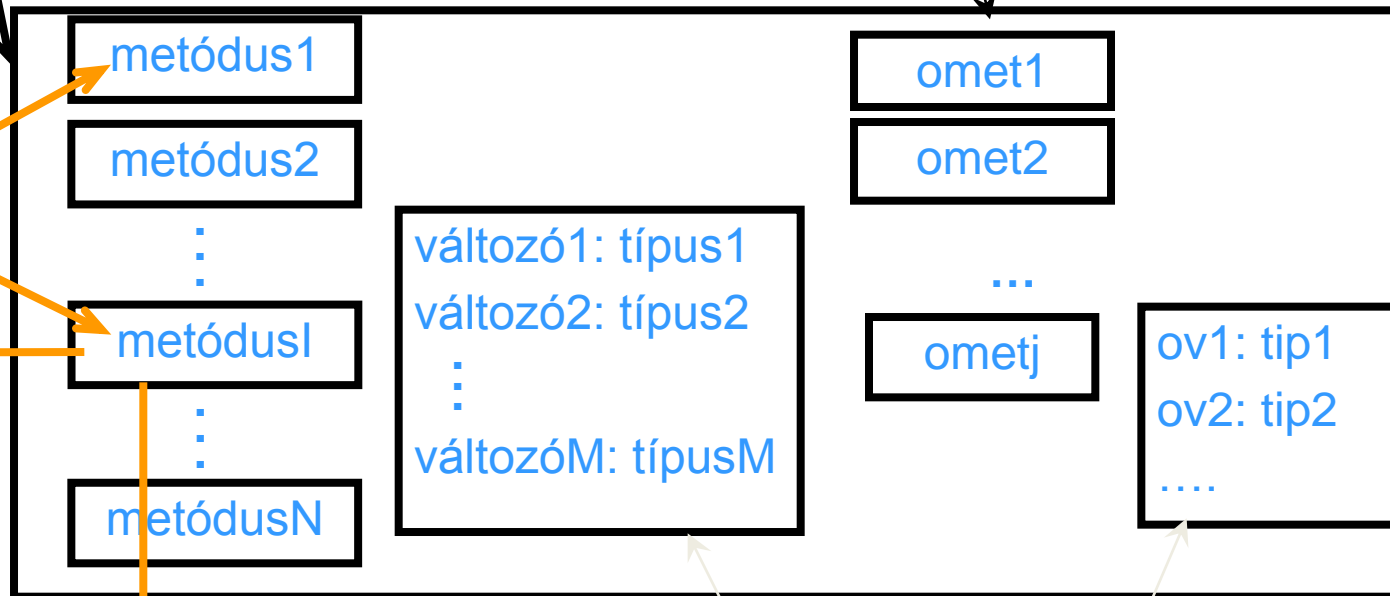 metódus1
metódus2
⋮
metódusI
⋮
metódusN
változó1: típus1
változó2: típus2
⋮
változóM: típusM
omet1
omet2
...
ometj
ov1: tip1
ov2: tip2
....